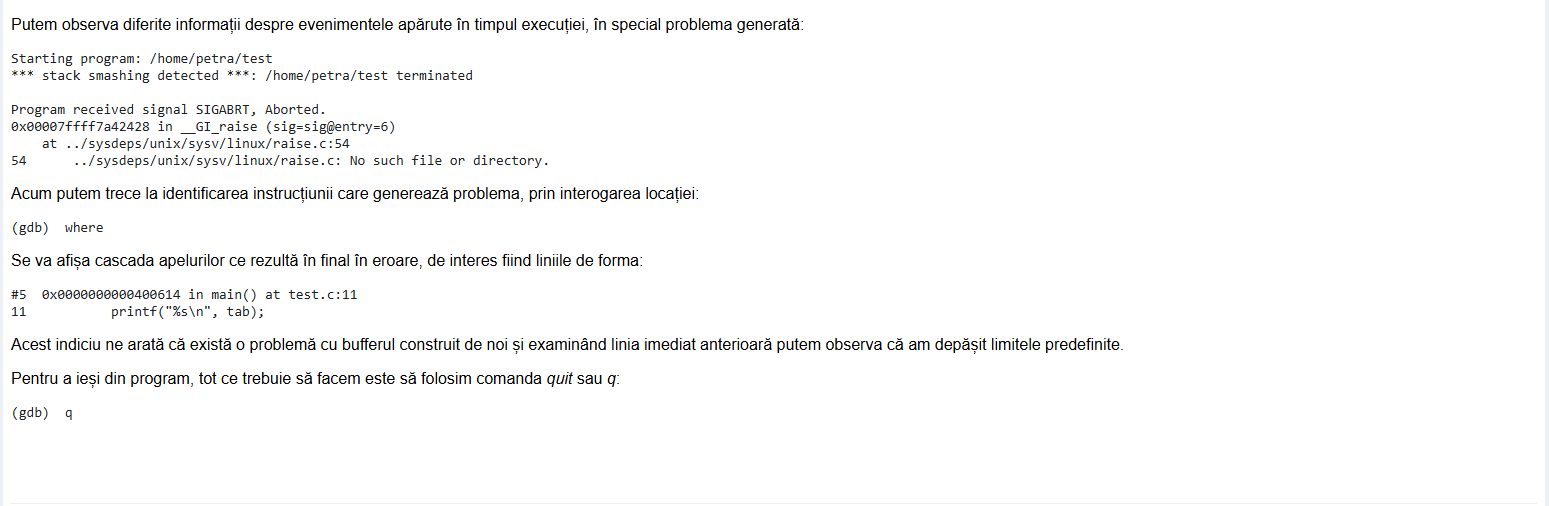 Putem observa diferite informații despre evenimentele apărute în timpul execuției, în special problema generată:
Starting program: /home/petra/test
*** stack smashing detected ***: /home/petra/test terminated
Program received signal SIGABRT, Aborted.
0x00007ffff7a42428 in __GI_raise (sig=sig@entry=6)
    at ../sysdeps/unix/sysv/linux/raise.c:54
54      ../sysdeps/unix/sysv/linux/raise.c: No such file or directory.
Acum putem trece la identificarea instrucțiunii care generează problema, prin interogarea locației:
(gdb)  where
Se va afișa cascada apelurilor ce rezultă în final în eroare, de interes fiind liniile de forma:
#5  0x0000000000400614 in main() at test.c:11
11           printf("%s\n", tab);
Acest indiciu ne arată că există o problemă cu bufferul construit de noi și examinând linia imediat anterioară putem observa că am depășit limitele predefinite.
Pentru a ieși din program, tot ce trebuie să facem este să folosim comanda quit sau q:
(gdb)  q